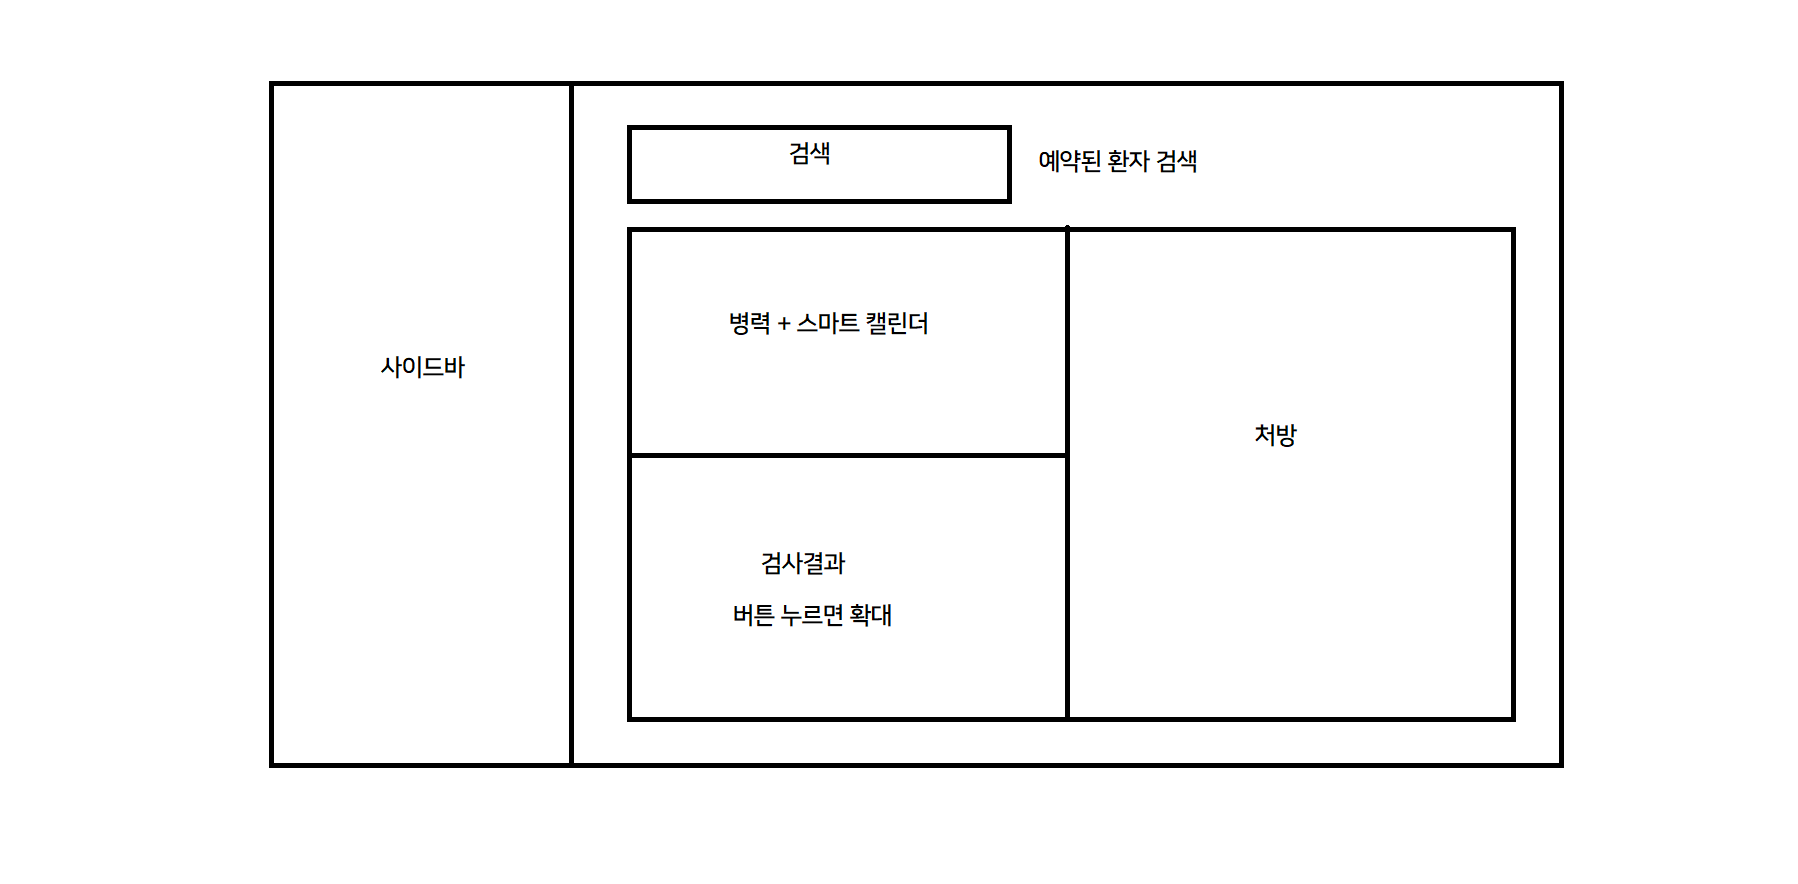 검색
예약된 환자 검색
병력 + 스마트 캘린더
사이드바
처방
검사결과
버튼 누르면 확대